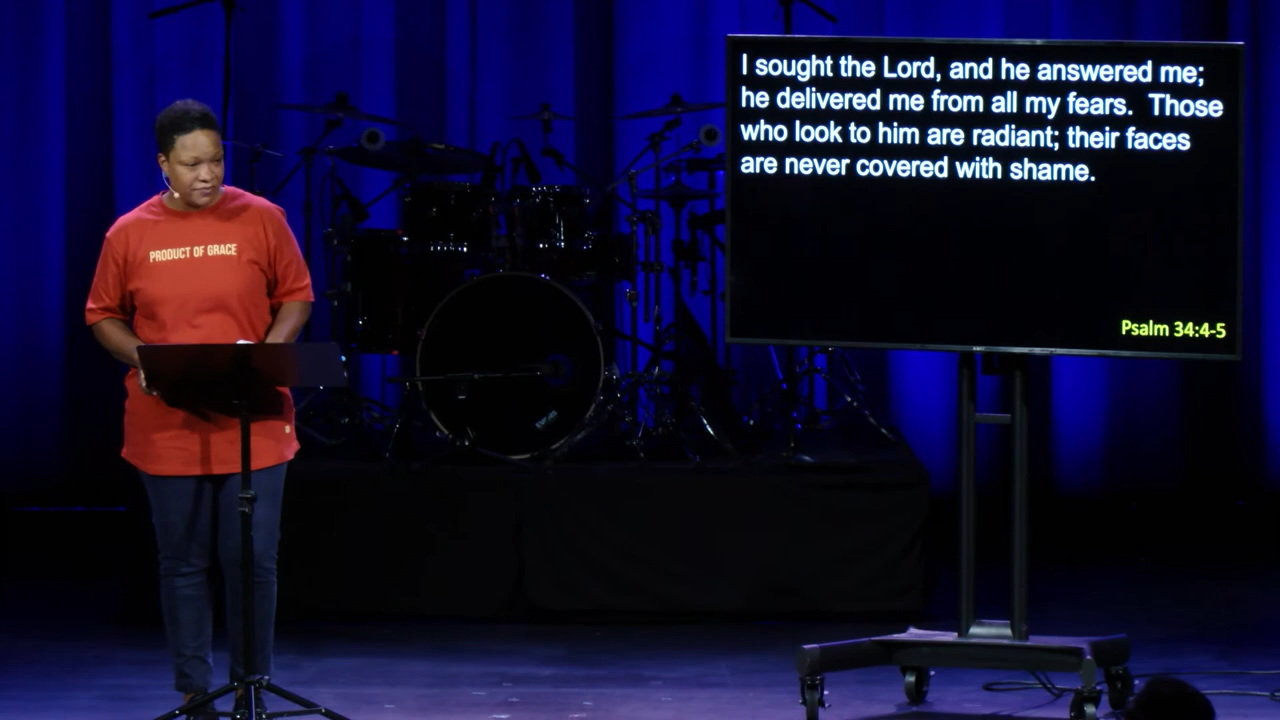 PRODUCT OF GRACE
I sought the Lord, and he answered me;
he delivered me from all my fears.  Those
who look to him are radiant; their faces
are never covered with shame.
Psalm 34:4-5